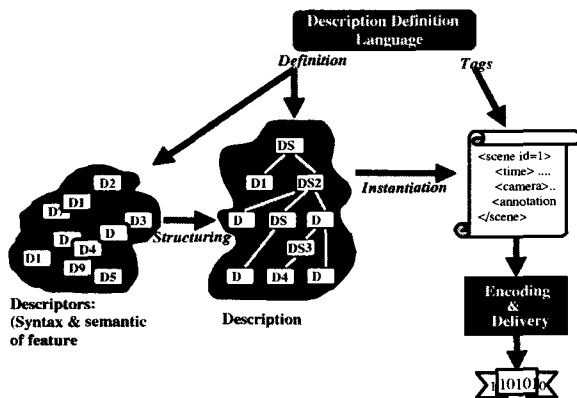 Description Definition
Language
Definition
Tags
DS
D1
DS2
D
DS
D
DS3
D
D4
D
Instantiation
<scene id=1>
<time> ....
<camera>..
<annotation
</scene>
D2
D1
D3
D
D4
D1
D9
D5
Structuring
Descriptors:
(Syntax & semantic
of feature
Description
Encoding
&
Delivery
10101